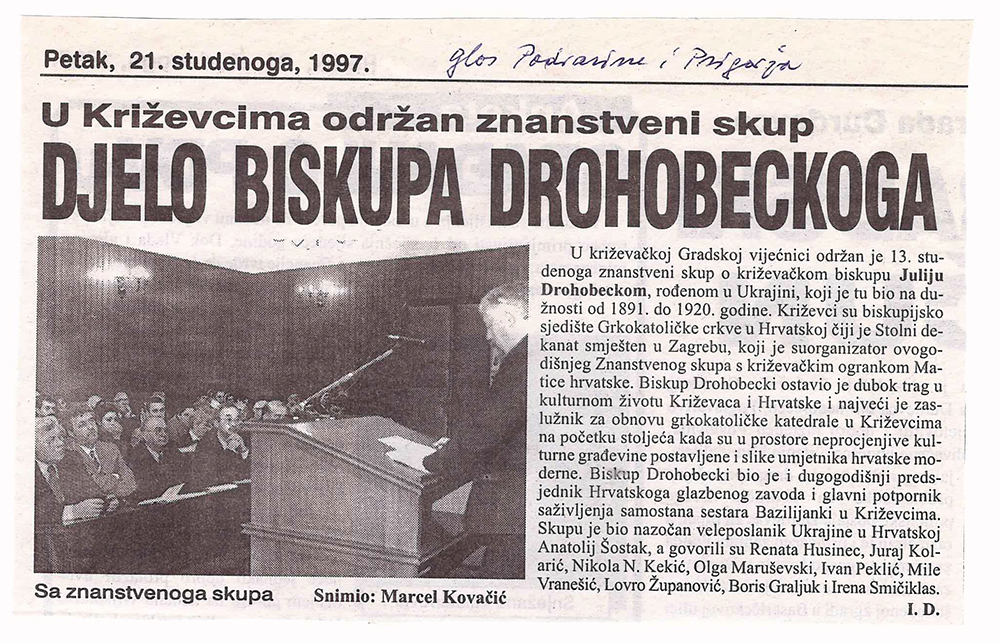 Petak, 21. studenoga, 1997.
glas Podravine i Prigorja
U Križevcima održan znanstveni skup
DJELO BISKUPA DROHOBECKOGA
U križevačkoj Gradskoj vijećnici održan je 13. stu-
denoga znanstveni skup o križevačkom biskupu Juliju
Drohobeckom, rođenom u Ukrajini, koji je tu bio na du-
žnosti od 1891. do 1920. godine. Križevci su biskupijsko
sjedište Grkokatoličke crkve u Hrvatskoj čiji je Stolni de-
kanat smješten u Zagrebu, koji je suorganizator ovogo-
dišnjeg Znanstvenog skupa s križevačkim ogrankom Ma-
tice hrvatske. Biskup Drohobecki ostavio je dubok trag u
kulturnom životu Križevaca i Hrvatske i najveći je zas-
lužnik za obnovu grkokatoličke katedrale u Križevcima
na početku stoljeća kada su u prostore neprocjenjive kul-
turne građevine postavljene i slike umjetnika hrvatske mo-
derne. Biskup Drohobecki bio je i dugogodišnji preds-
jednik Hrvatskoga glazbenog zavoda i glavni potpornik
saživljenja samostana sestara Bazilijanki u Križevcima.
Skupu je bio nazočan veleposlanik Ukrajine u Hrvatskoj
Anatolij Šostak, a govorili su Renata Husinec, Juraj Kol-
arić, Nikola N. Kekić, Olga Maruševski, Ivan Peklić, Mile
Vranešić, Lovro Županović, Boris Graljuk i Irena Smičiklas.
I. D.
Sa znanstvenoga skupa Snimio: Marcel Kovačić